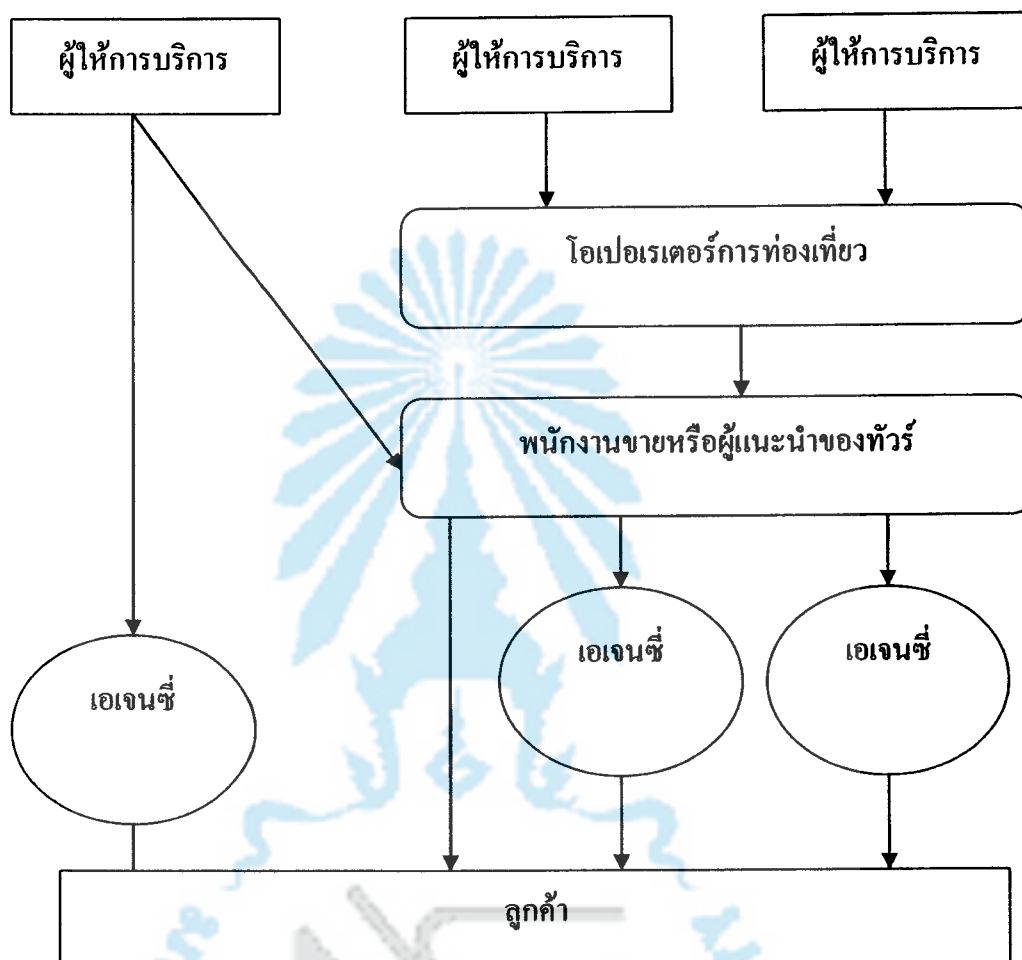 ผู้ให้การบริการ
ผู้ให้การบริการ
ผู้ให้การบริการ
โอเปอเรเตอร์การท่องเที่ยว
พนักงานขายหรือผู้แนะนำของทัวร์
เอเจนซี่
เอเจนซี่
เอเจนซี่
ลูกค้า